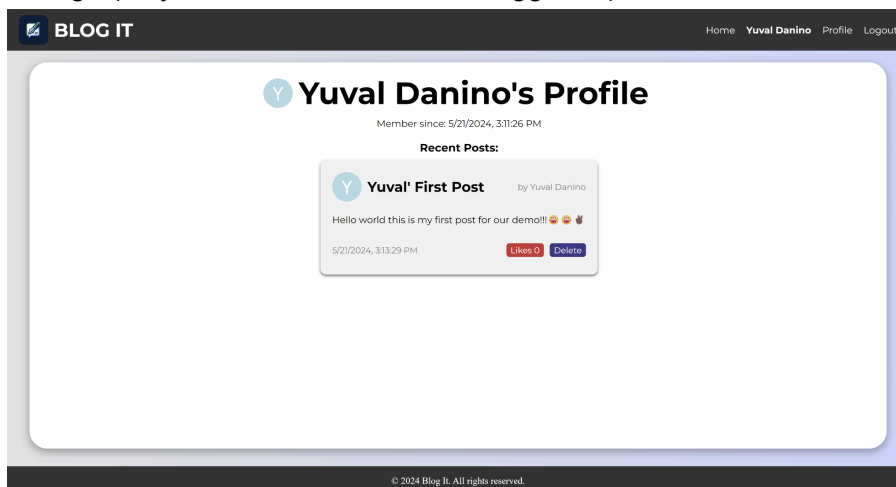 BLOG IT
Home Yuval Danino Profile Logout
Y Yuval Danino's Profile
Member since: 5/21/2024, 3:11:26 PM
Recent Posts:
Y Yuval' First Post by Yuval Danino
Hello world this is my first post for our demo!!!😀 😀 ✌🏿
5/21/2024, 3:13:29 PM Likes 0 Delete
© 2024 Blog It. All rights reserved.